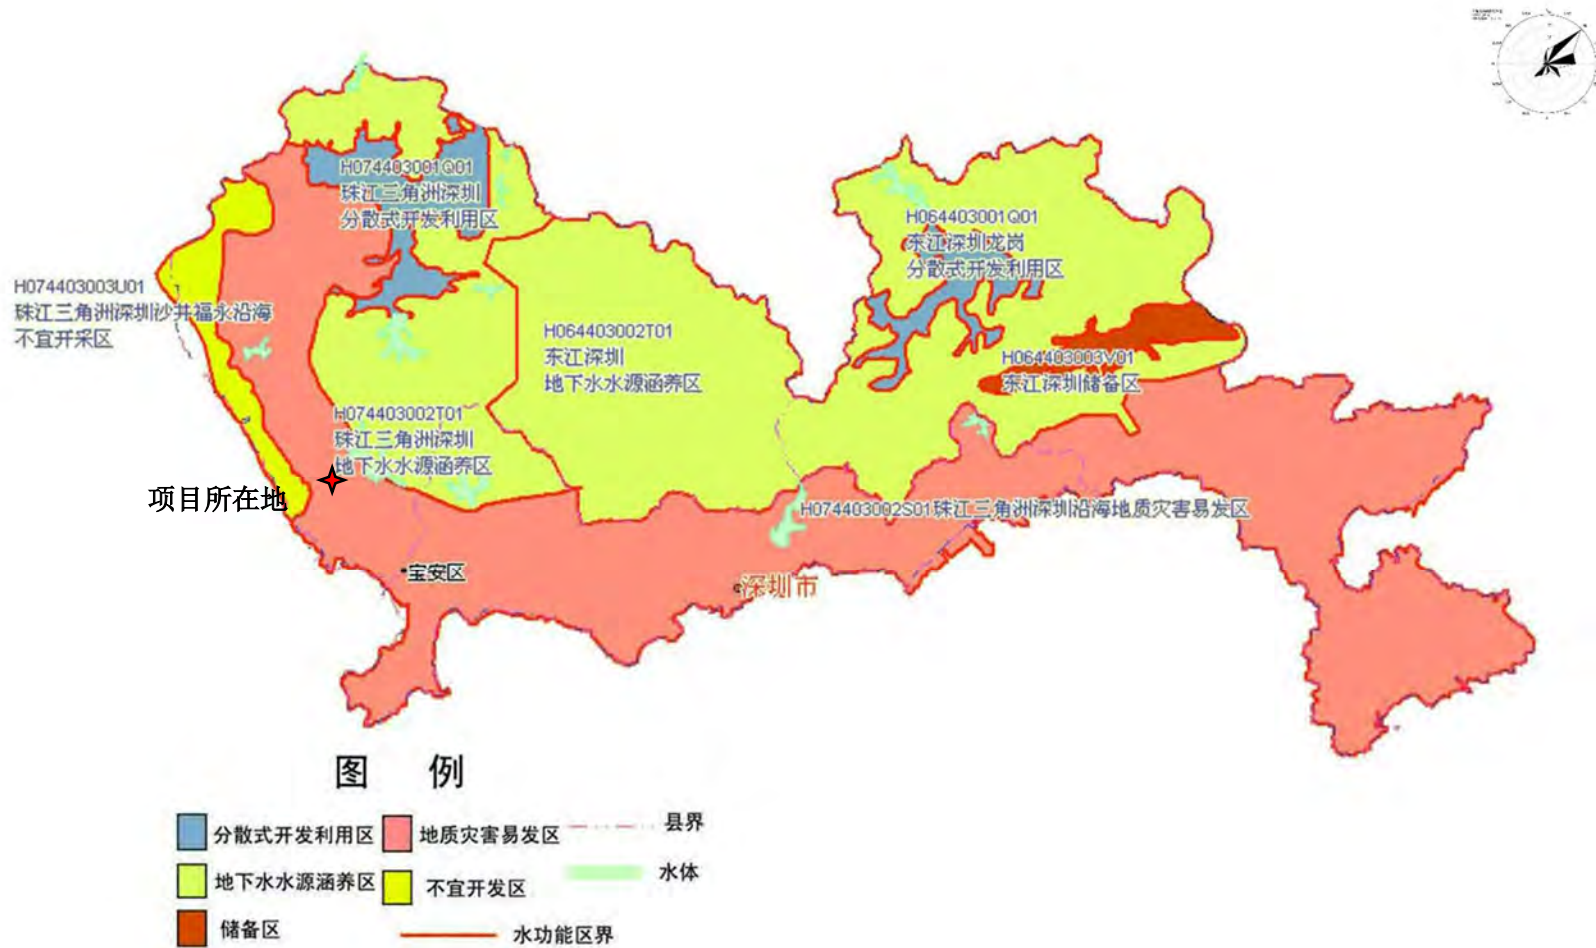 H074403001Q01
珠江三角洲深圳
分散式开发利用区
H064403001Q01
东江深圳龙岗
分散式开发利用区
H074403003U01
珠江三角洲深圳沙井福永沿海
不宜开采区
H064403002T01
东江深圳
地下水水源涵养区
H064403003V01
东江深圳储备区
H074403002T01
珠江三角洲深圳
地下水水源涵养区
项目所在地
H074403002S01珠江三角洲深圳沿海地质灾害易发区
宝安区
深圳市
图 例
分散式开发利用区
地质灾害易发区
县界
地下水水源涵养区
不宜开发区
水体
储备区
水功能区界